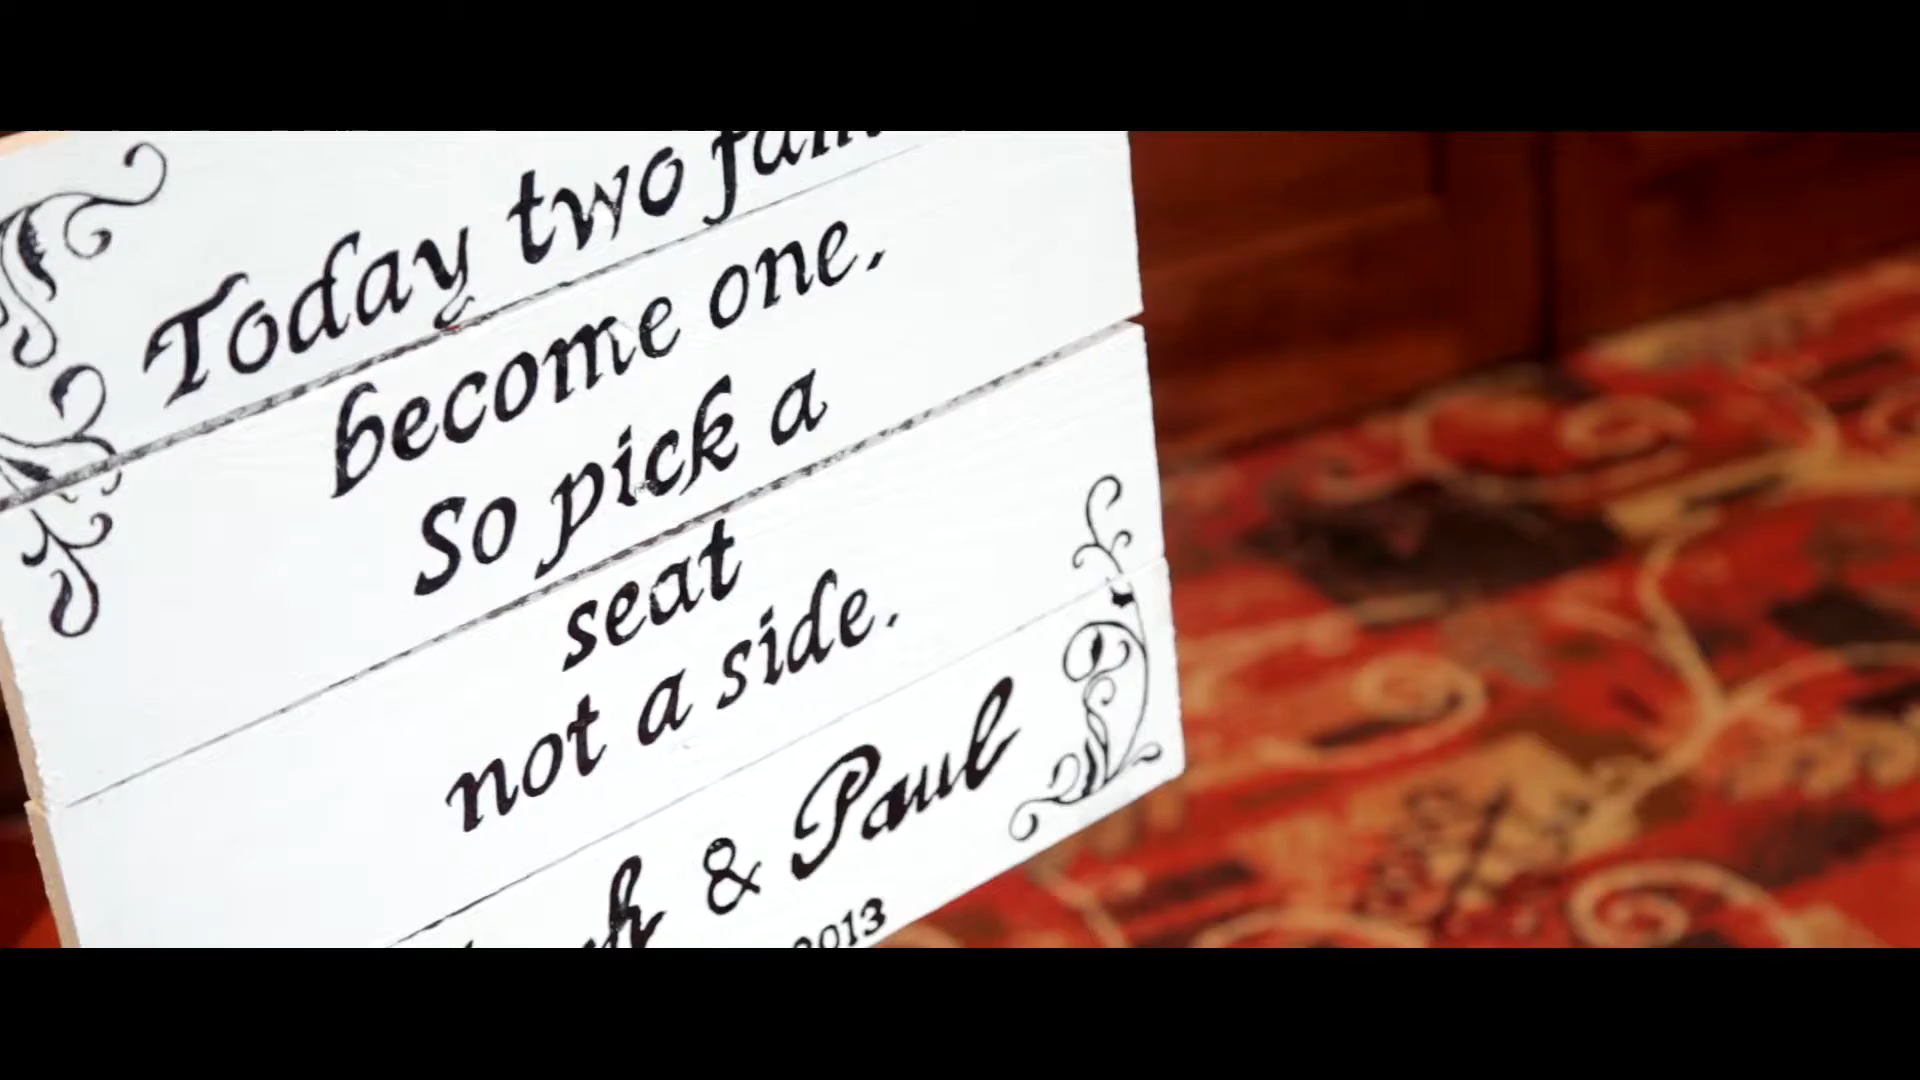 Today two
become one.
So pick a
seat
not a side.
& Paul
2013